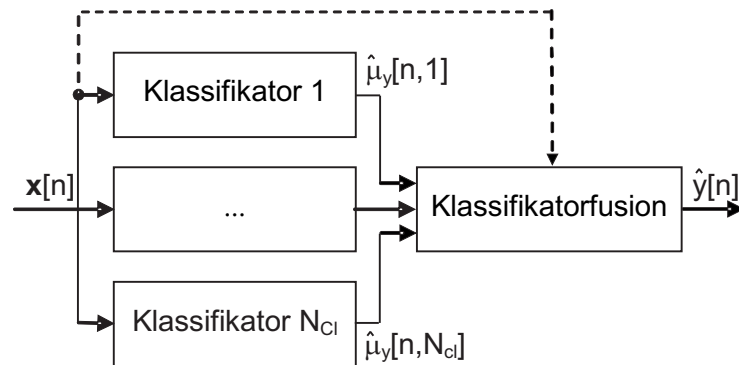 Klassifikator 1
μ̂y[n,1]
x[n]
...
Klassifikatorfusion
ŷ[n]
Klassifikator NCl
μ̂y[n,Ncl]